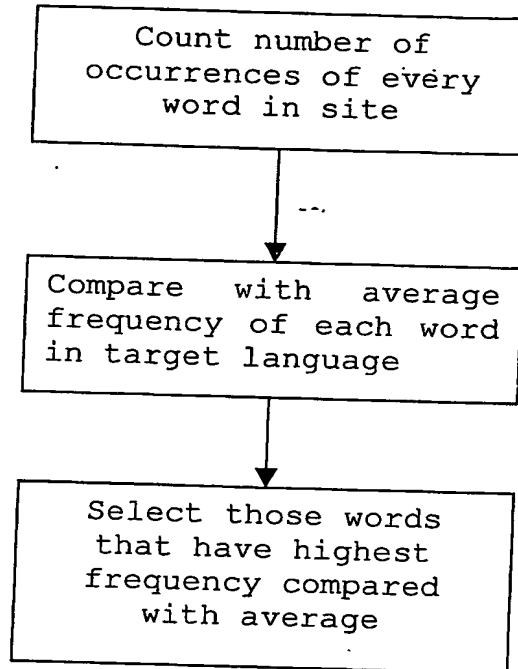 Count number of
occurrences of every
word in site
Compare with average
frequency of each word
in target language
Select those words
that have highest
frequency compared
with average